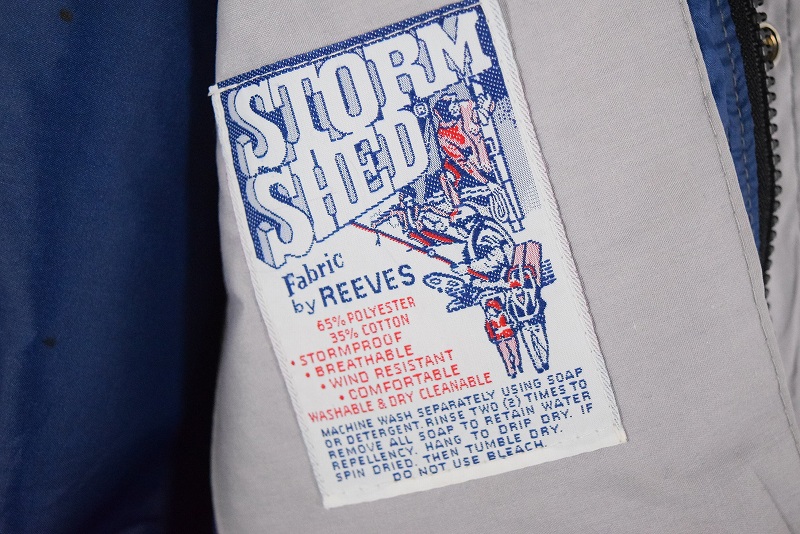 STORM
SHED®
Fabric
by REEVES
65% POLYESTER
35% COTTON
• STORMPROOF
• BREATHABLE
• WIND RESISTANT
• COMFORTABLE
WASHABLE & DRY CLEANABLE
MACHINE WASH SEPARATELY USING SOAP
OR DETERGENT. RINSE TWO (2) TIMES TO
REMOVE ALL SOAP TO RETAIN WATER
REPELLENCY. HANG TO DRIP DRY. IF
SPIN DRIED. THEN TUMBLE DRY.
DO NOT USE BLEACH.